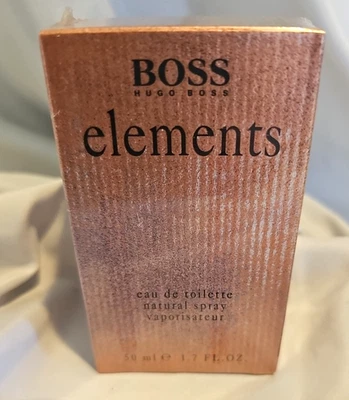 BOSS
HUGO BOSS
elements
eau de toilette
natural spray
vaporisateur
50 ml ℮ 1.7 FL.OZ.